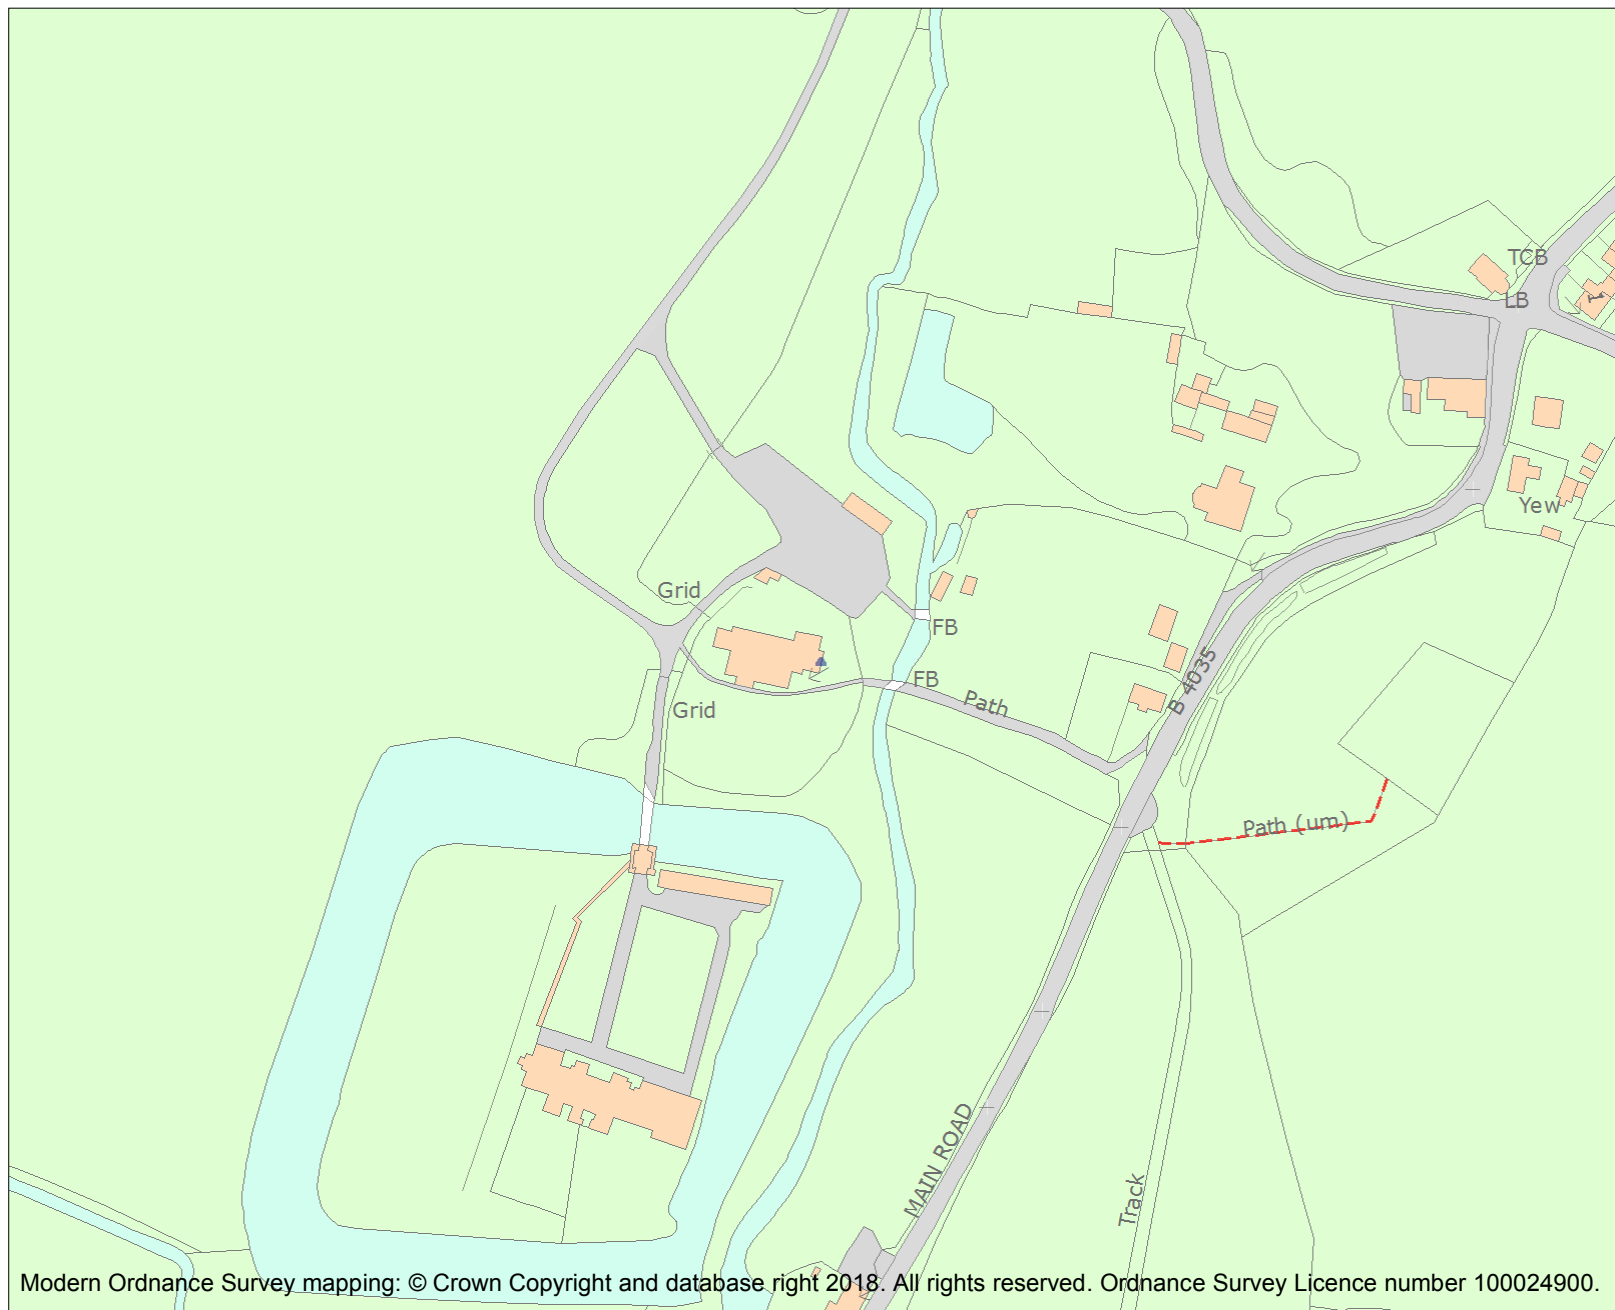 TCB
LB
1
Yew
Grid
FB
FB
Path
B 4035
Grid
Path (um)
MAIN ROAD
Track
Modern Ordnance Survey mapping: © Crown Copyright and database right 2018. All rights reserved. Ordnance Survey Licence number 100024900.